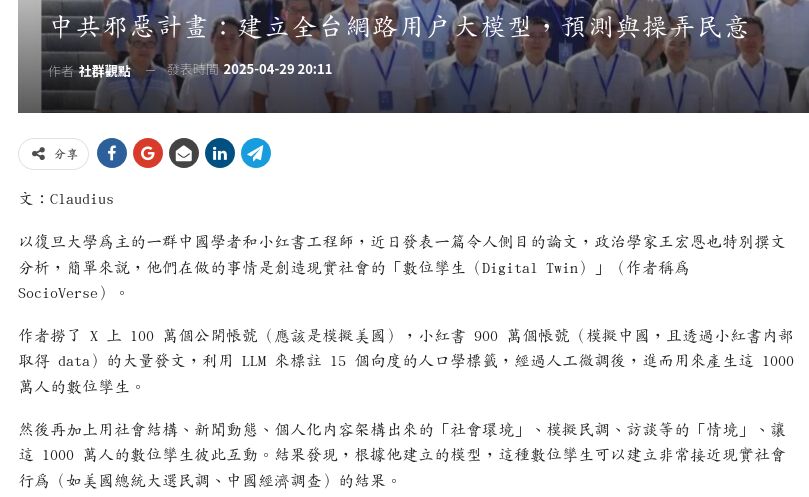 中共邪惡計畫：建立全台網路用户大模型，預測與操弄民意
作者 社群觀點 — 發表時間 2025-04-29 20:11
分享
文：Claudius
以復旦大學爲主的一群中國學者和小紅書工程師，近日發表一篇令人側目的論文，政治學家王宏恩也特別撰文
分析，簡單來説，他們在做的事情是創造現實社會的「數位孿生（Digital Twin）」（作者稱爲
SocioVerse）。
作者撈了 X 上 100 萬個公開帳號（應該是模擬美國），小紅書 900 萬個帳號（模擬中國，且透過小紅書內部
取得 data）的大量發文，利用 LLM 來標註 15 個向度的人口學標籤，經過人工微調後，進而用來產生這 1000
萬人的數位孿生。
然後再加上用社會結構、新聞動態、個人化內容架構出來的「社會環境」、模擬民調、訪談等的「情境」、讓
這 1000 萬人的數位孿生彼此互動。結果發現，根據他建立的模型，這種數位孿生可以建立非常接近現實社會
行爲（如美國總統大選民調、中國經濟調查）的結果。